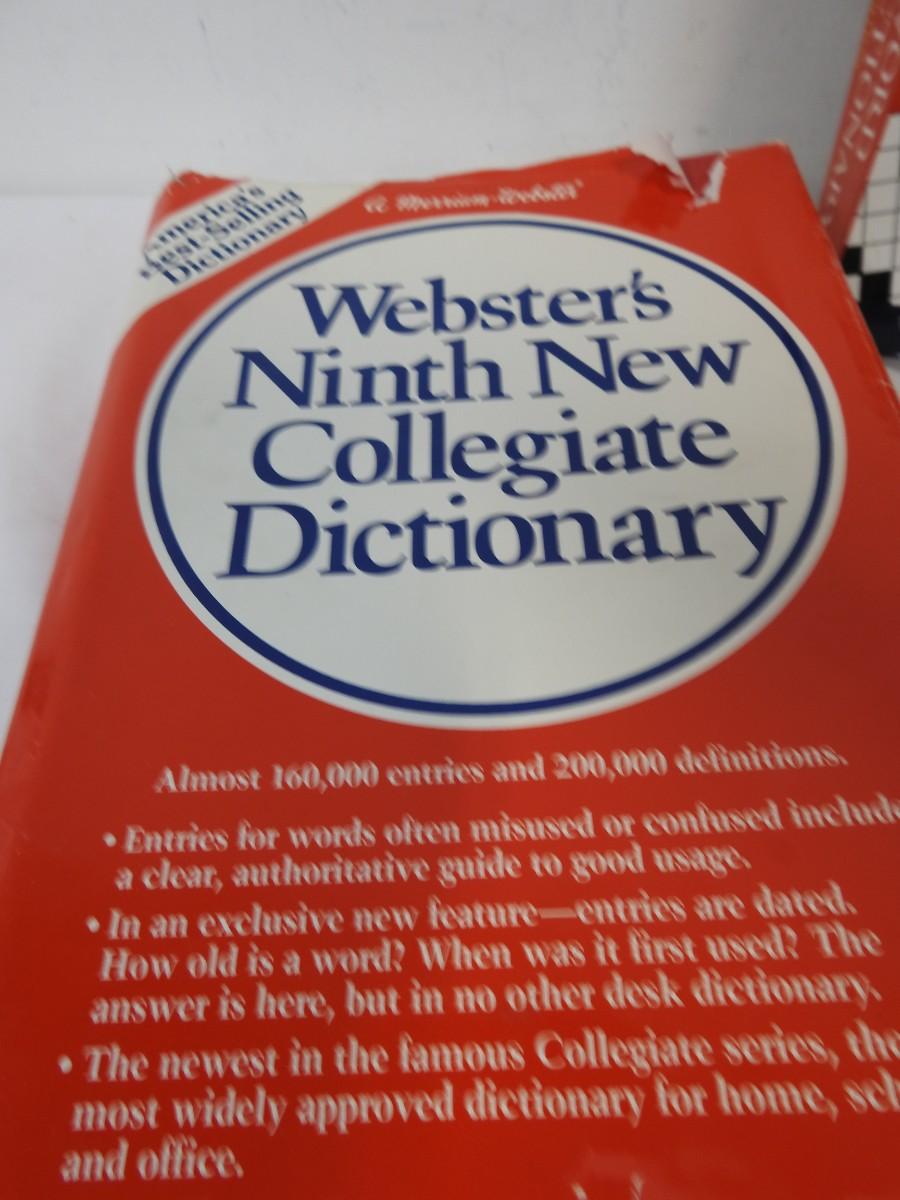 America's
Best-Selling
Dictionary
A Merriam-Webster®
Webster's
Ninth New
Collegiate
Dictionary
Almost 160,000 entries and 200,000 definitions.
• Entries for words often misused or confused include
a clear, authoritative guide to good usage.
• In an exclusive new feature—entries are dated.
How old is a word? When was it first used? The
answer is here, but in no other desk dictionary.
• The newest in the famous Collegiate series, the
most widely approved dictionary for home, sch
and office.